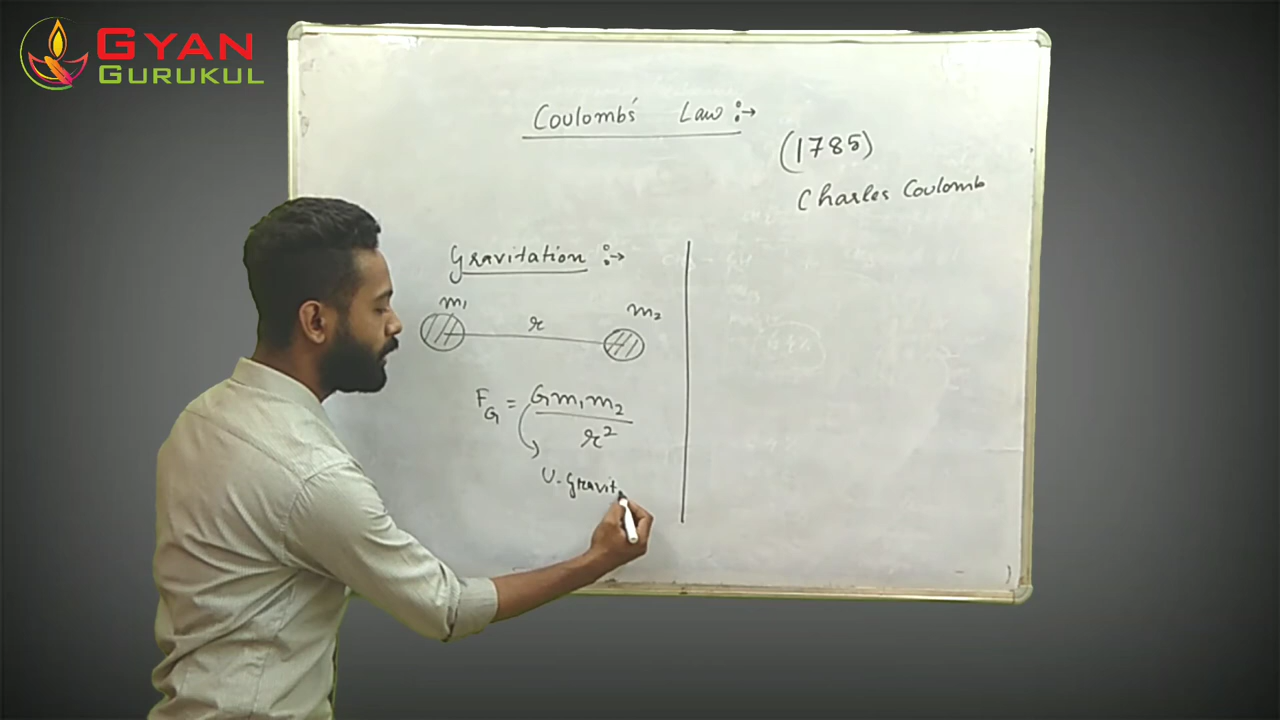 GYAN
GURUKUL
Coulomb's Law :→
(1785)
Charles Coulomb
Gravitation :→
m₁ r m₂
F_G = Gm₁m₂
r²
U-gravit